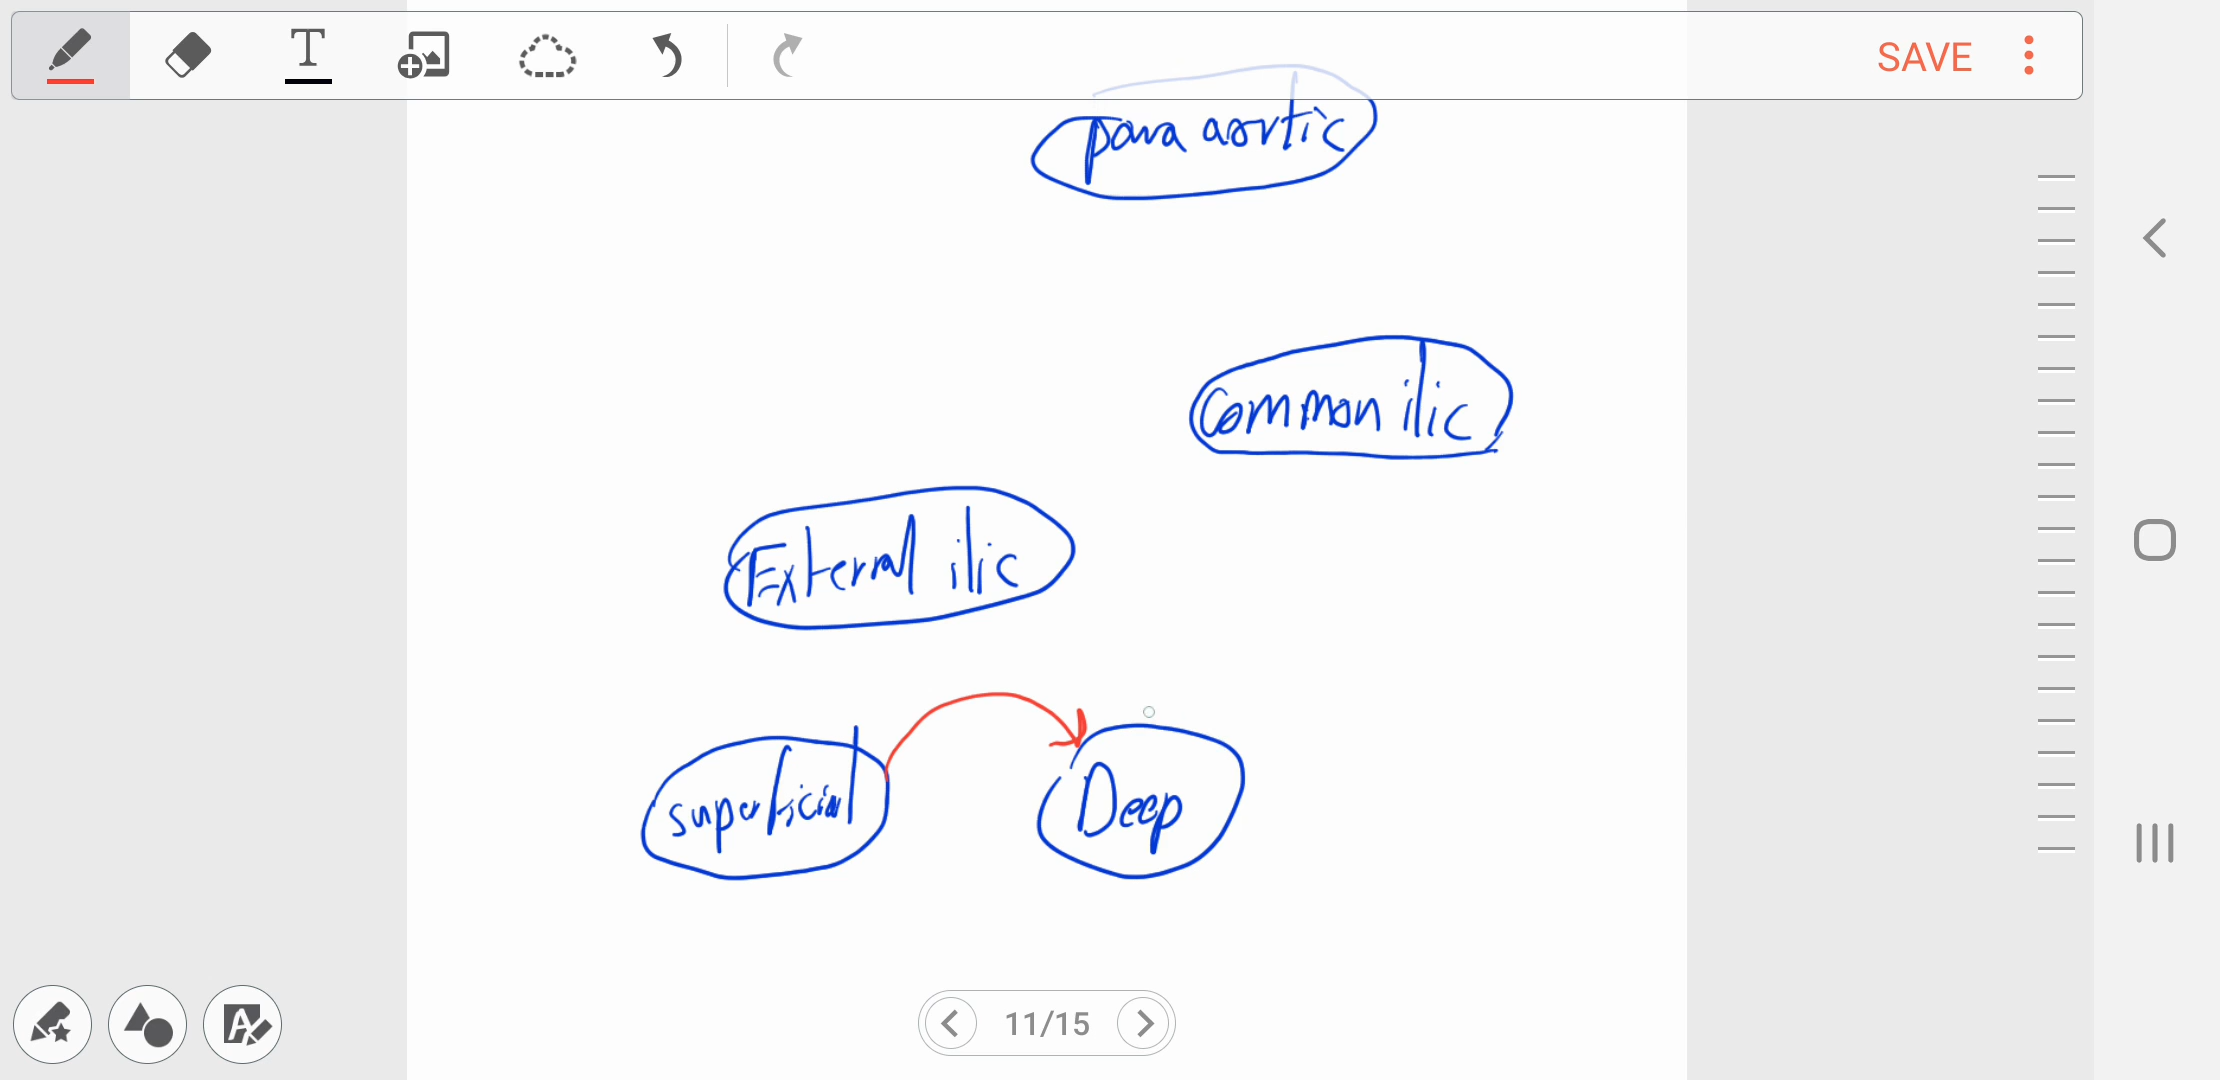 T
SAVE
para aortic
Common ilic
External ilic
superficial
Deep
A
11/15